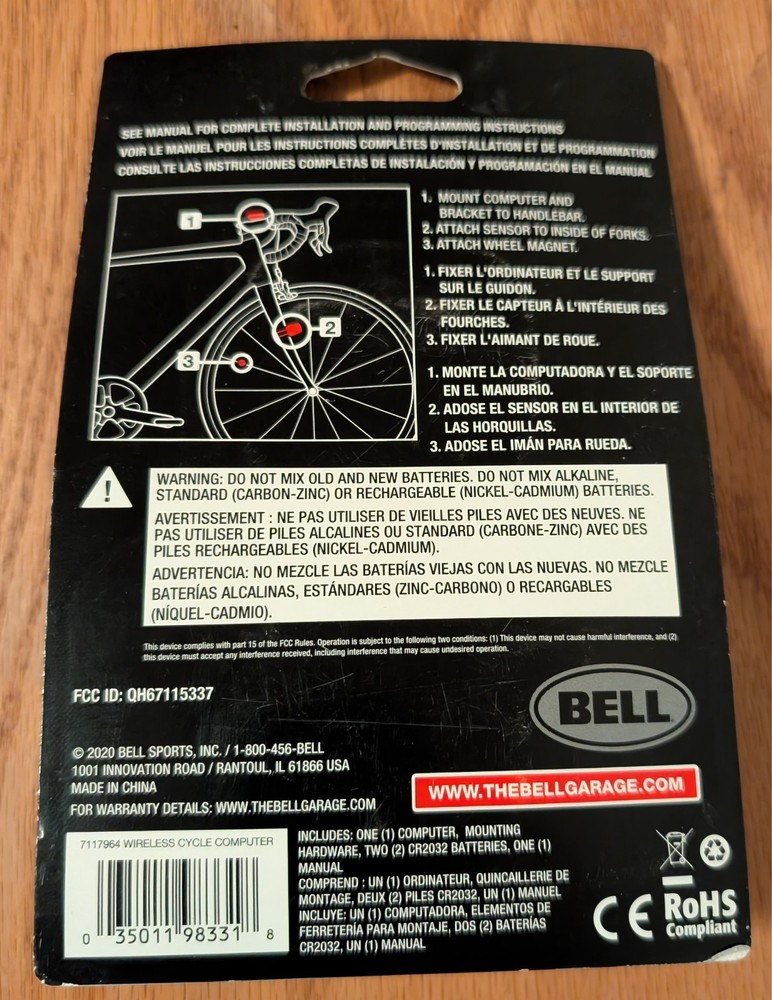 SEE MANUAL FOR COMPLETE INSTALLATION AND PROGRAMMING INSTRUCTIONS
VOIR LE MANUEL POUR LES INSTRUCTIONS COMPLÈTES D'INSTALLATION ET DE PROGRAMMATION
CONSULTE LAS INSTRUCCIONES COMPLETAS DE INSTALACIÓN Y PROGRAMACIÓN EN EL MANUAL
1
2
3
1. MOUNT COMPUTER AND
BRACKET TO HANDLEBAR.
2. ATTACH SENSOR TO INSIDE OF FORKS.
3. ATTACH WHEEL MAGNET.
1. FIXER L'ORDINATEUR ET LE SUPPORT
SUR LE GUIDON.
2. FIXER LE CAPTEUR À L'INTÉRIEUR DES
FOURCHES.
3. FIXER L'AIMANT DE ROUE.
1. MONTE LA COMPUTADORA Y EL SOPORTE
EN EL MANUBRIO.
2. ADOSE EL SENSOR EN EL INTERIOR DE
LAS HORQUILLAS.
3. ADOSE EL IMÁN PARA RUEDA.
WARNING: DO NOT MIX OLD AND NEW BATTERIES. DO NOT MIX ALKALINE,
STANDARD (CARBON-ZINC) OR RECHARGEABLE (NICKEL-CADMIUM) BATTERIES.
AVERTISSEMENT : NE PAS UTILISER DE VIEILLES PILES AVEC DES NEUVES. NE
PAS UTILISER DE PILES ALCALINES OU STANDARD (CARBONE-ZINC) AVEC DES
PILES RECHARGEABLES (NICKEL-CADMIUM).
ADVERTENCIA: NO MEZCLE LAS BATERÍAS VIEJAS CON LAS NUEVAS. NO MEZCLE
BATERÍAS ALCALINAS, ESTÁNDARES (ZINC-CARBONO) O RECARGABLES
(NÍQUEL-CADMIO).
This device complies with part 15 of the FCC Rules. Operation is subject to the following two conditions: (1) This device may not cause harmful interference, and (2)
this device must accept any interference received, including interference that may cause undesired operation.
FCC ID: QH67115337
BELL
© 2020 BELL SPORTS, INC. / 1-800-456-BELL
1001 INNOVATION ROAD / RANTOUL, IL 61866 USA
MADE IN CHINA
FOR WARRANTY DETAILS: WWW.THEBELLGARAGE.COM
WWW.THEBELLGARAGE.COM
7117964 WIRELESS CYCLE COMPUTER
0 35011 98331 8
INCLUDES: ONE (1) COMPUTER, MOUNTING
HARDWARE, TWO (2) CR2032 BATTERIES, ONE (1)
MANUAL
COMPREND : UN (1) ORDINATEUR, QUINCAILLERIE DE
MONTAGE, DEUX (2) PILES CR2032, UN (1) MANUEL
INCLUYE: UN (1) COMPUTADORA, ELEMENTOS DE
FERRETERÍA PARA MONTAJE, DOS (2) BATERÍAS
CR2032, UN (1) MANUAL
CE
RoHS
Compliant